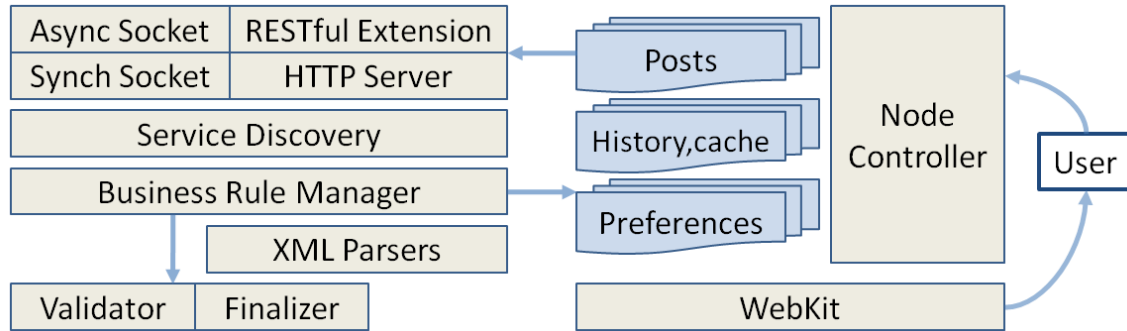 Async Socket
RESTful Extension
Synch Socket
HTTP Server
Service Discovery
Business Rule Manager
XML Parsers
Validator
Finalizer
Posts
History,cache
Preferences
Node
Controller
User
WebKit